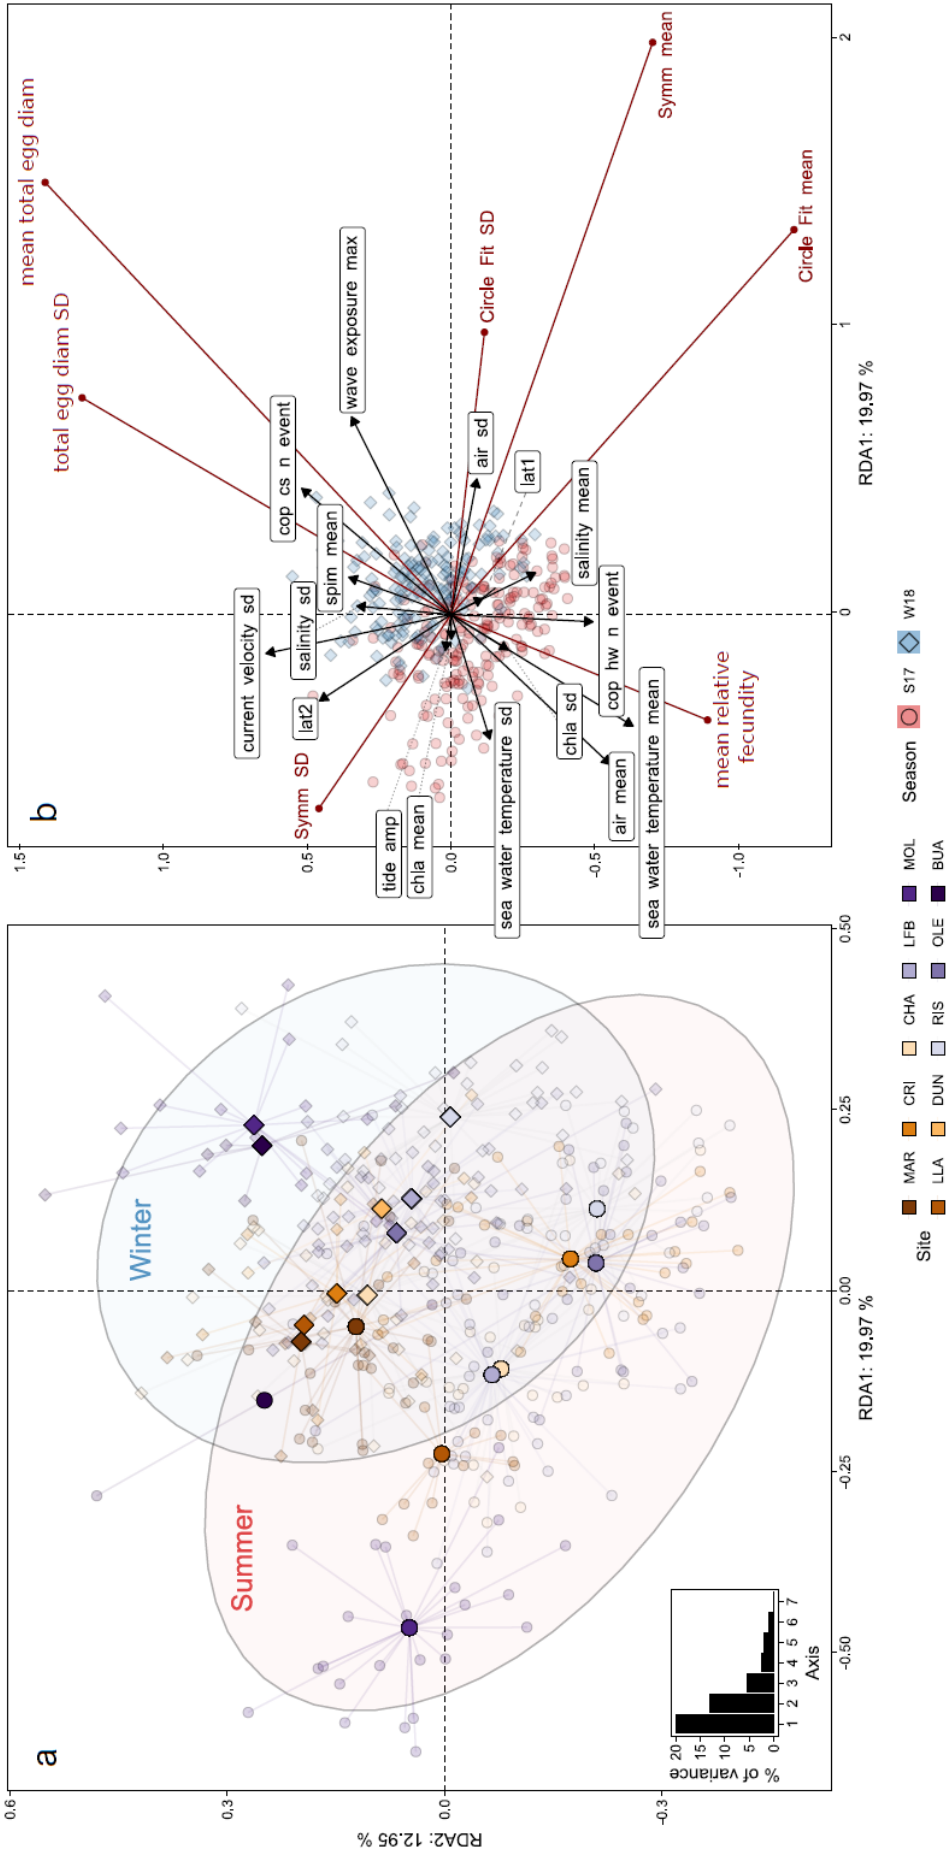 a
Winter
Summer
RDA2: 12.95 %
0.6
0.3
0.0
-0.3
-0.50
-0.25
0.00
0.25
0.50
RDA1: 19.97 %
% of variance
20
15
10
5
0
1 2 3 4 5 6 7
Axis
b
1.5
1.0
0.5
0.0
-0.5
-1.0
0
1
2
RDA1: 19.97 %
mean total egg diam
total egg diam SD
cop cs n event
wave exposure max
current velocity sd
salinity sd
spim mean
lat2
Symm SD
Circle Fit SD
air sd
lat1
tide amp
chla mean
salinity mean
sea water temperature sd
chla sd
cop hw n event
air mean
sea water temperature mean
mean relative
fecundity
Symm mean
Circle Fit mean
Site
MAR CRI CHA LFB MOL
LLA DUN RIS OLE BUA
Season S17 W18